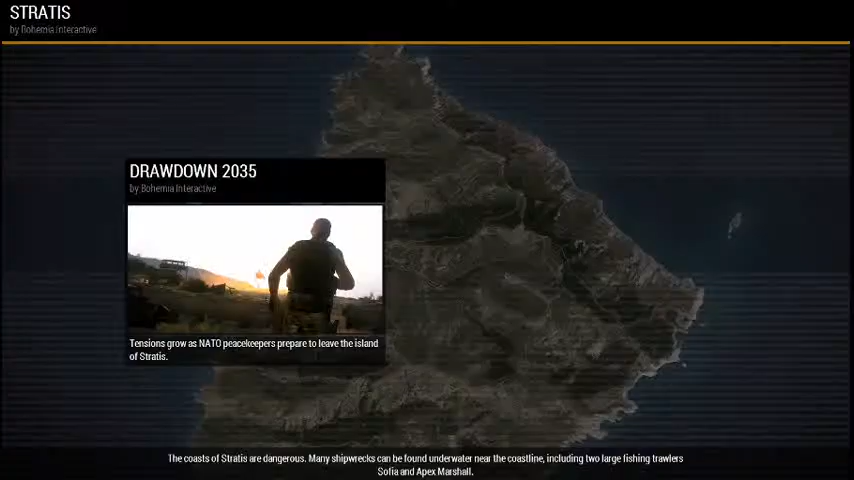 STRATIS
by Bohemia Interactive
DRAWDOWN 2035
by Bohemia Interactive
Tensions grow as NATO peacekeepers prepare to leave the island
of Stratis.
The coasts of Stratis are dangerous. Many shipwrecks can be found underwater near the coastline, including two large fishing trawlers
Sofia and Apex Marshall.